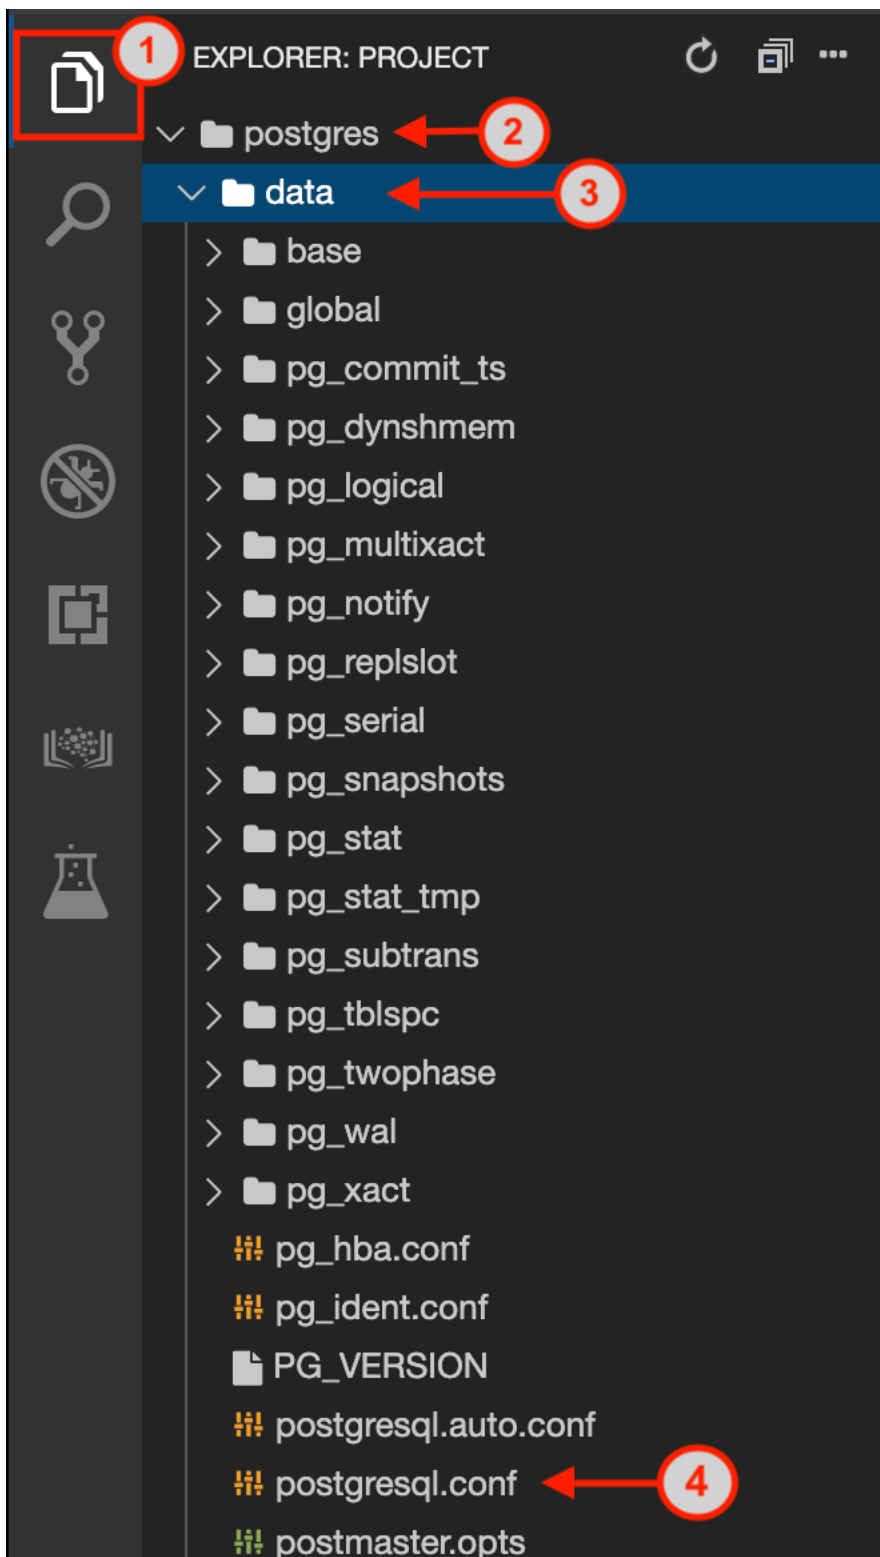 1
EXPLORER: PROJECT
postgres 2
data 3
base
global
pg_commit_ts
pg_dynshmem
pg_logical
pg_multixact
pg_notify
pg_replslot
pg_serial
pg_snapshots
pg_stat
pg_stat_tmp
pg_subtrans
pg_tblspc
pg_twophase
pg_wal
pg_xact
pg_hba.conf
pg_ident.conf
PG_VERSION
postgresql.auto.conf
postgresql.conf 4
postmaster.opts